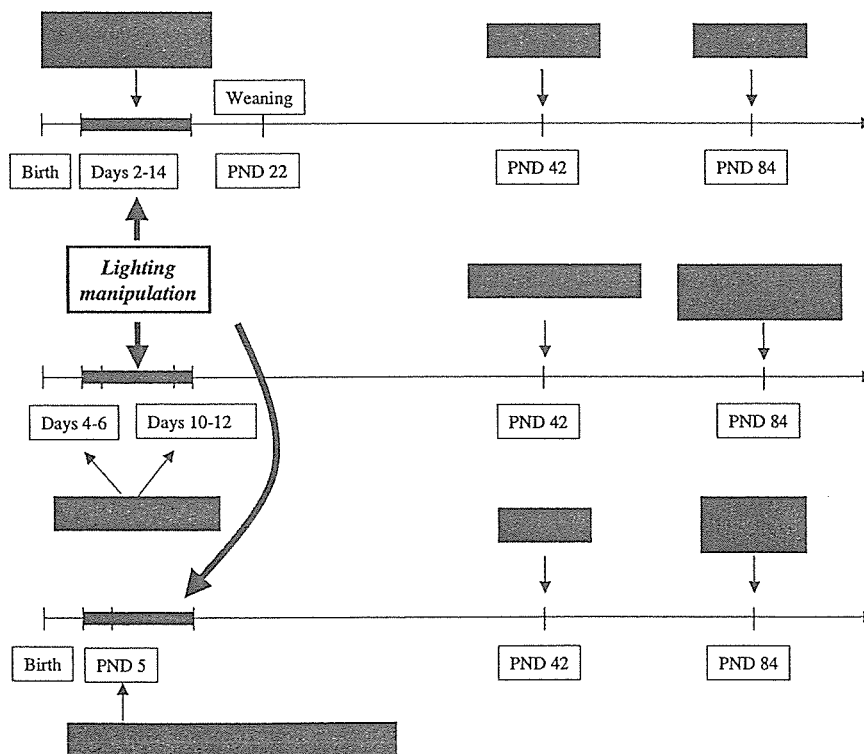 Weaning
Birth
Days 2-14
PND 22
PND 42
PND 84
Lighting
manipulation
Days 4-6
Days 10-12
PND 42
PND 84
Birth
PND 5
PND 42
PND 84